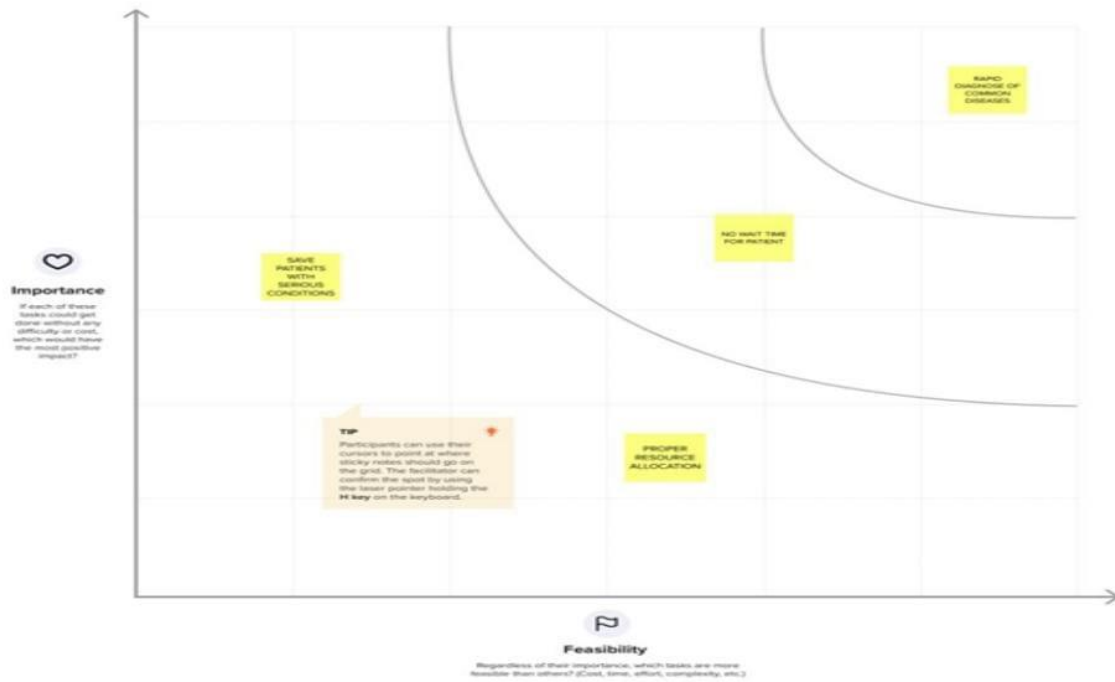 RAPID
DIAGNOSE OF
COMMON
DISEASES
NO WAIT TIME
FOR PATIENT
SAVE
PATIENTS
WITH
SERIOUS
CONDITIONS
Importance
If each of these
tasks could get
done without any
difficulty or cost,
which would have
the most positive
impact?
TIP
Participants can use their
cursors to point at where
sticky notes should go on
the grid. The facilitator can
confirm the spot by using
the laser pointer holding the
H key on the keyboard.
PROPER
RESOURCE
ALLOCATION
Feasibility
Regardless of their importance, which tasks are more
feasible than others? (Cost, time, effort, complexity, etc.)